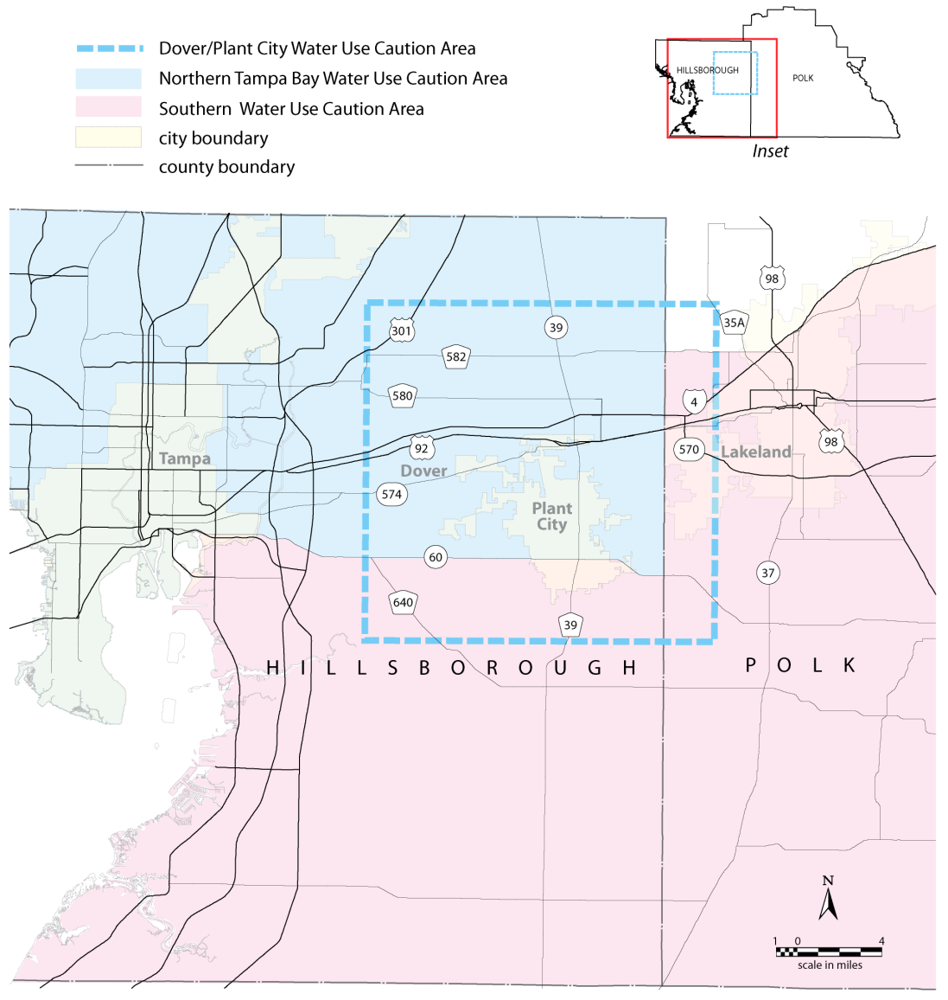 Dover/Plant City Water Use Caution Area
Northern Tampa Bay Water Use Caution Area
Southern Water Use Caution Area
city boundary
county boundary
HILLSBOROUGH
POLK
Inset
98
35A
301
39
582
580
4
92
570
98
Tampa
Dover
Lakeland
574
Plant
City
60
37
640
39
HILLSBOROUGH
POLK
N
1 0 4
scale in miles